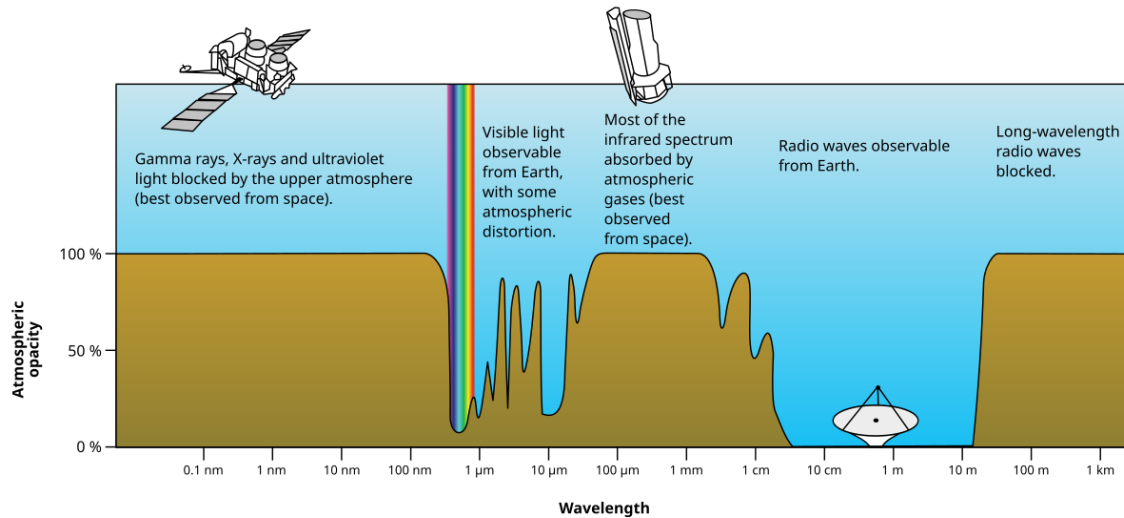 Gamma rays, X-rays and ultraviolet
light blocked by the upper atmosphere
(best observed from space).
Visible light
observable
from Earth,
with some
atmospheric
distortion.
Most of the
infrared spectrum
absorbed by
atmospheric
gases (best
observed
from space).
Radio waves observable
from Earth.
Long-wavelength
radio waves
blocked.
Atmospheric
opacity
100 %
50 %
0 %
0.1 nm
1 nm
10 nm
100 nm
1 μm
10 μm
100 μm
1 mm
1 cm
10 cm
1 m
10 m
100 m
1 km
Wavelength